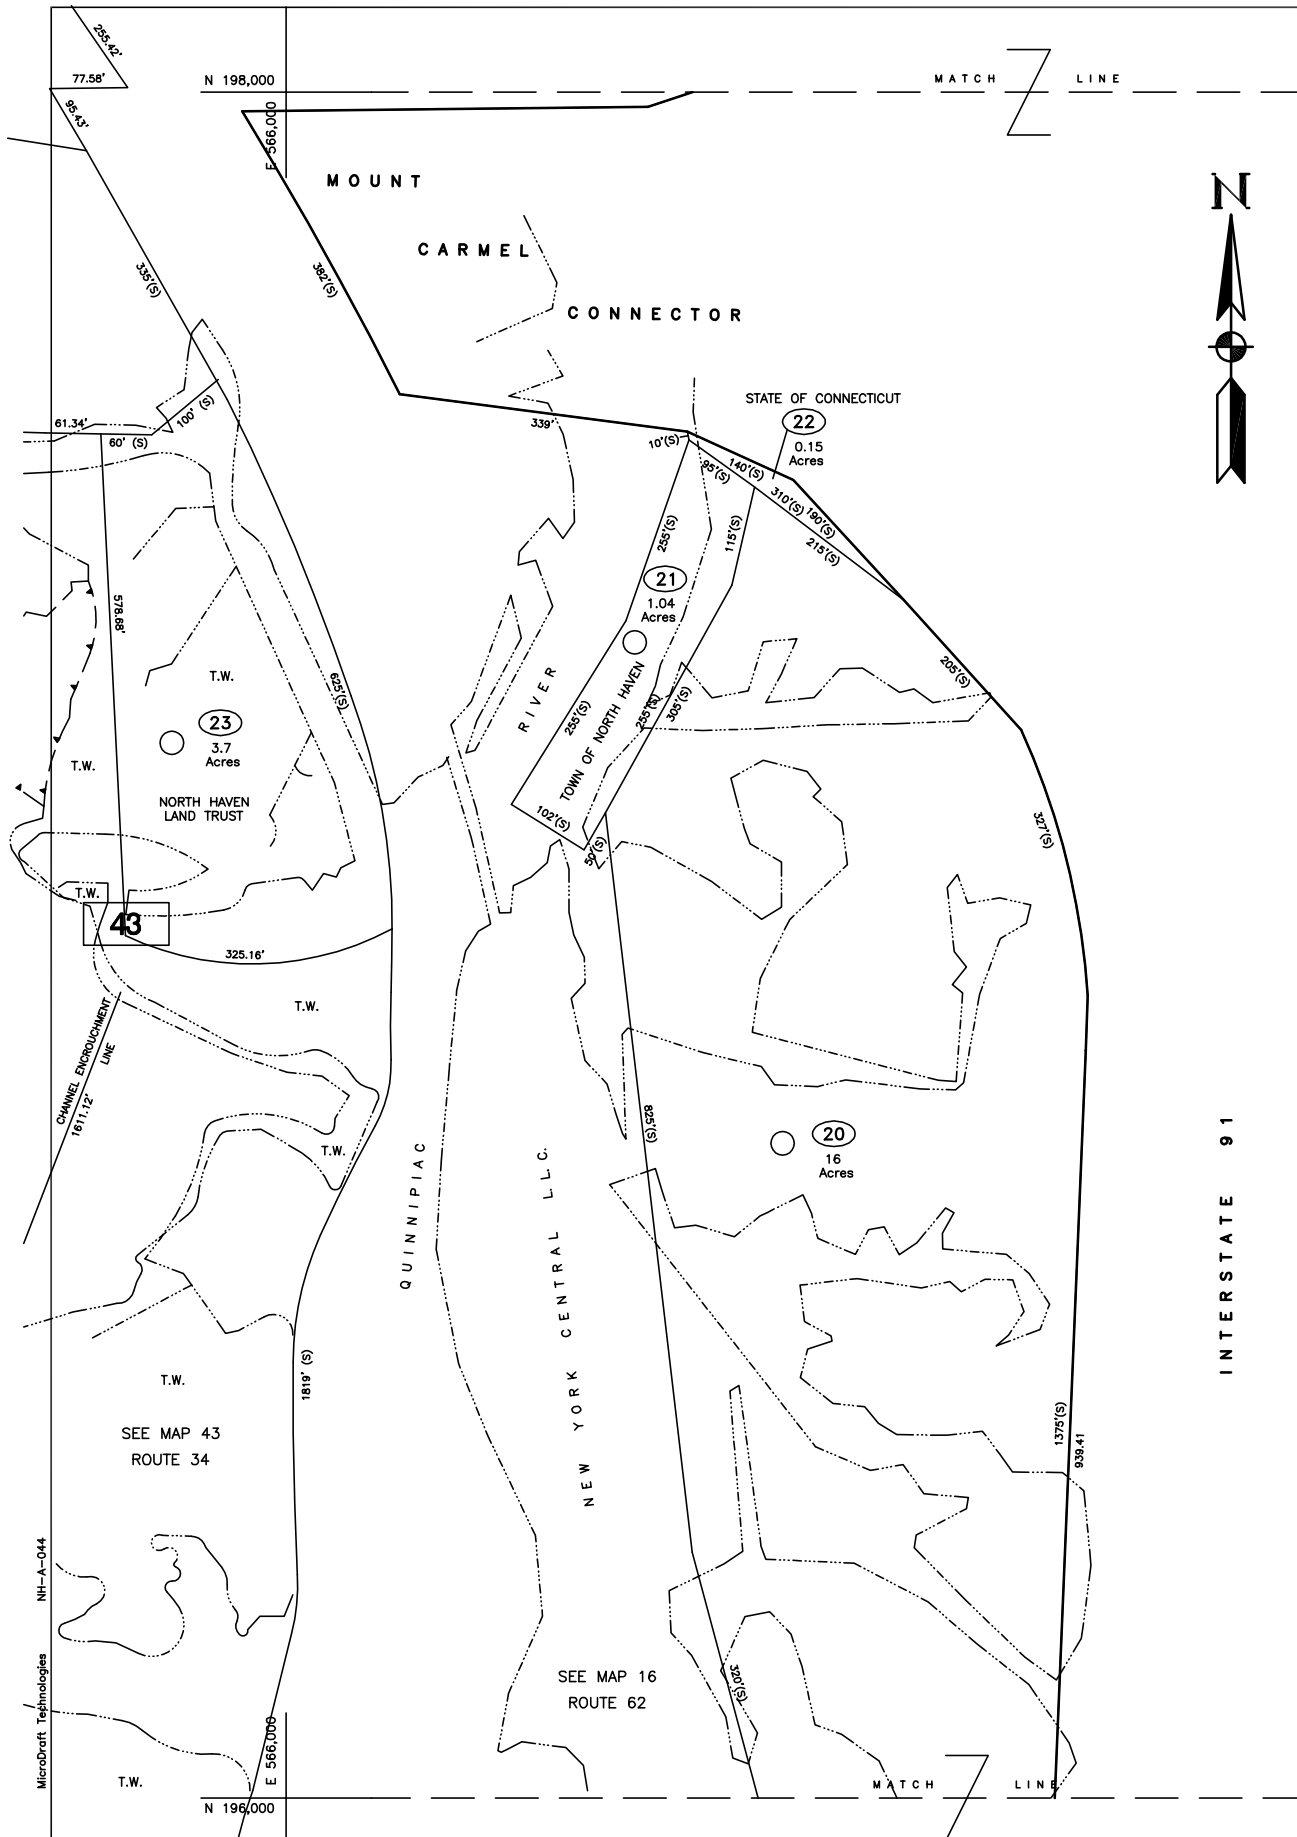 255.42'
77.58'
N 198,000
MATCH LINE
95.43'
E 566,000
N
MOUNT
CARMEL
335'(S)
382'(S)
CONNECTOR
STATE OF CONNECTICUT
22
0.15
Acres
61.34'
60' (S)
100' (S)
339'
10'(S)
95'(S)
140'(S)
310'(S)
190'(S)
215'(S)
255'(S)
115'(S)
21
1.04
Acres
578.68'
T.W.
625'(S)
RIVER
255'(S)
TOWN OF NORTH HAVEN
255'(S)
305'(S)
205'(S)
23
3.7
Acres
T.W.
NORTH HAVEN
LAND TRUST
102'(S)
50'(S)
327'(S)
T.W.
43
325.16'
T.W.
CHANNEL ENCROUCHMENT
LINE
1611.12'
825'(S)
20
16
Acres
T.W.
QUINNIPIAC
NEW YORK CENTRAL L.L.C.
INTERSTATE 91
1819' (S)
T.W.
1375'(S)
939.41
SEE MAP 43
ROUTE 34
NH-A-044
MicroDraft Technologies
SEE MAP 16
ROUTE 62
320'(S)
E 566,000
T.W.
MATCH LINE
N 196,000